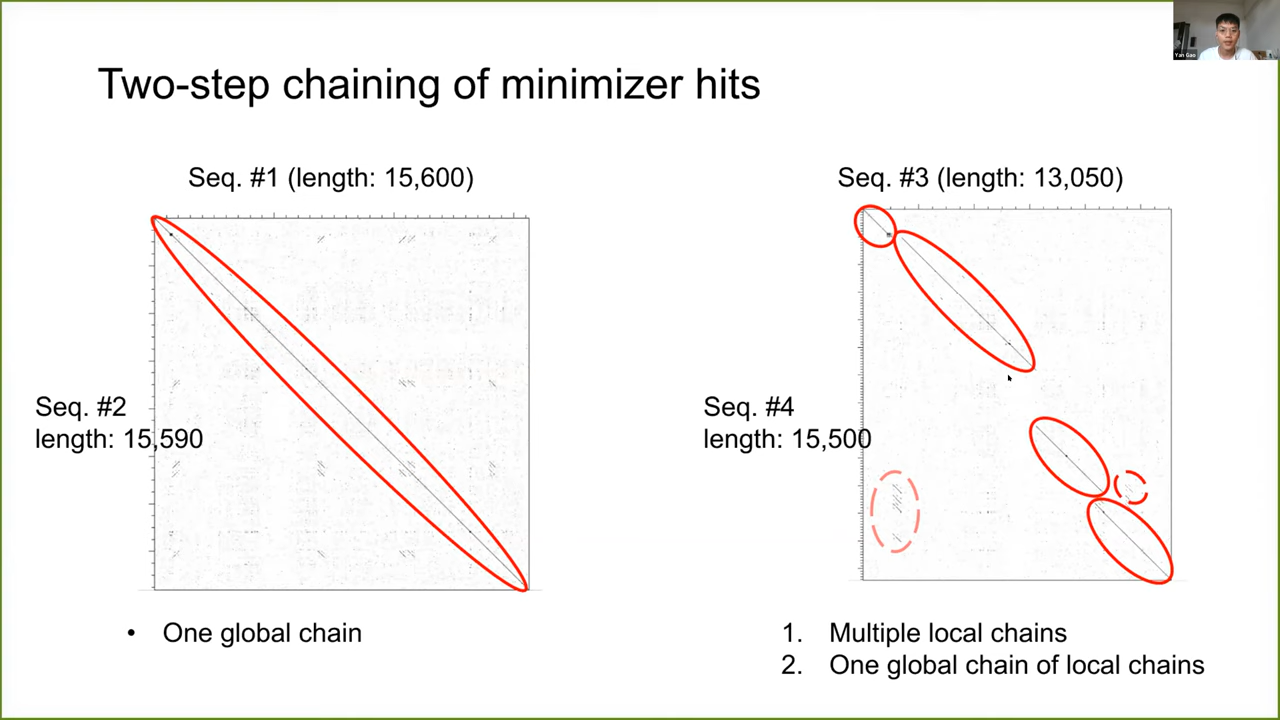 Two-step chaining of minimizer hits
Yan Gao
Seq. #1 (length: 15,600)
Seq. #2
length: 15,590
• One global chain
Seq. #3 (length: 13,050)
Seq. #4
length: 15,500
1. Multiple local chains
2. One global chain of local chains